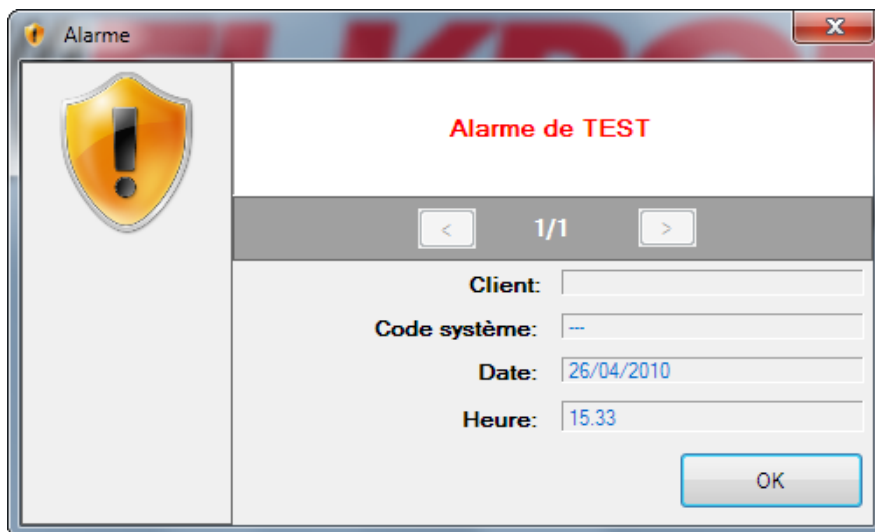 Alarme
Alarme de TEST
< 1/1 >
Client:
Code système: ---
Date: 26/04/2010
Heure: 15.33
OK